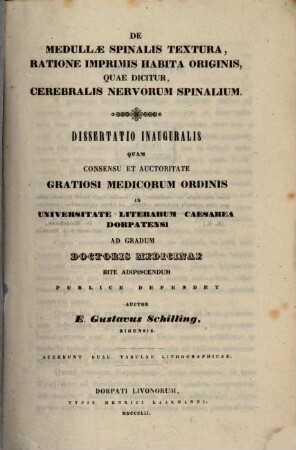 DE
MEDULLÆ SPINALIS TEXTURA,
RATIONE IMPRIMIS HABITA ORIGINIS,
QUAE DICITUR,
CEREBRALIS NERVORUM SPINALIUM.
DISSERTATIO INAUGURALIS
QUAM
CONSENSU ET AUCTORITATE
GRATIOSI MEDICORUM ORDINIS
IN
UNIVERSITATE LITERARUM CAESAREA
DORPATENSI
AD GRADUM
DOCTORIS MEDICINAE
RITE ADIPISCENDUM
PUBLICE DEFENDET
AUCTOR
E. Gustavus Schilling,
RIGENSIS.
ACCEDUNT DUAE TABULAE LITHOGRAPHICAE.
DORPATI LIVONORUM,
TYPIS HENRICI LAAKMANNI.
MDCCCLII.